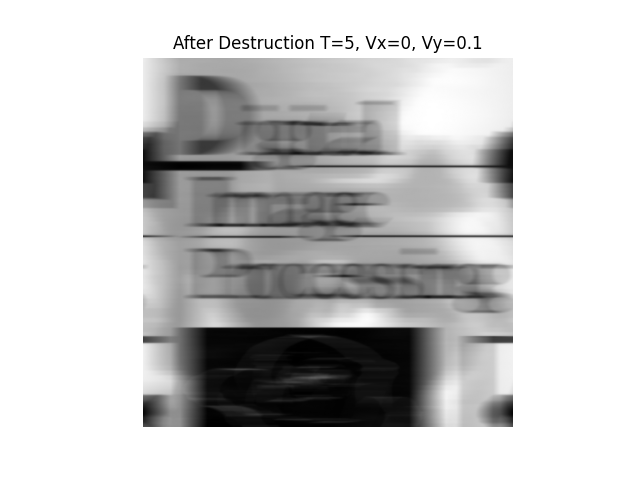 After Destruction T=5, Vx=0, Vy=0.1
Digital
Image
Processing